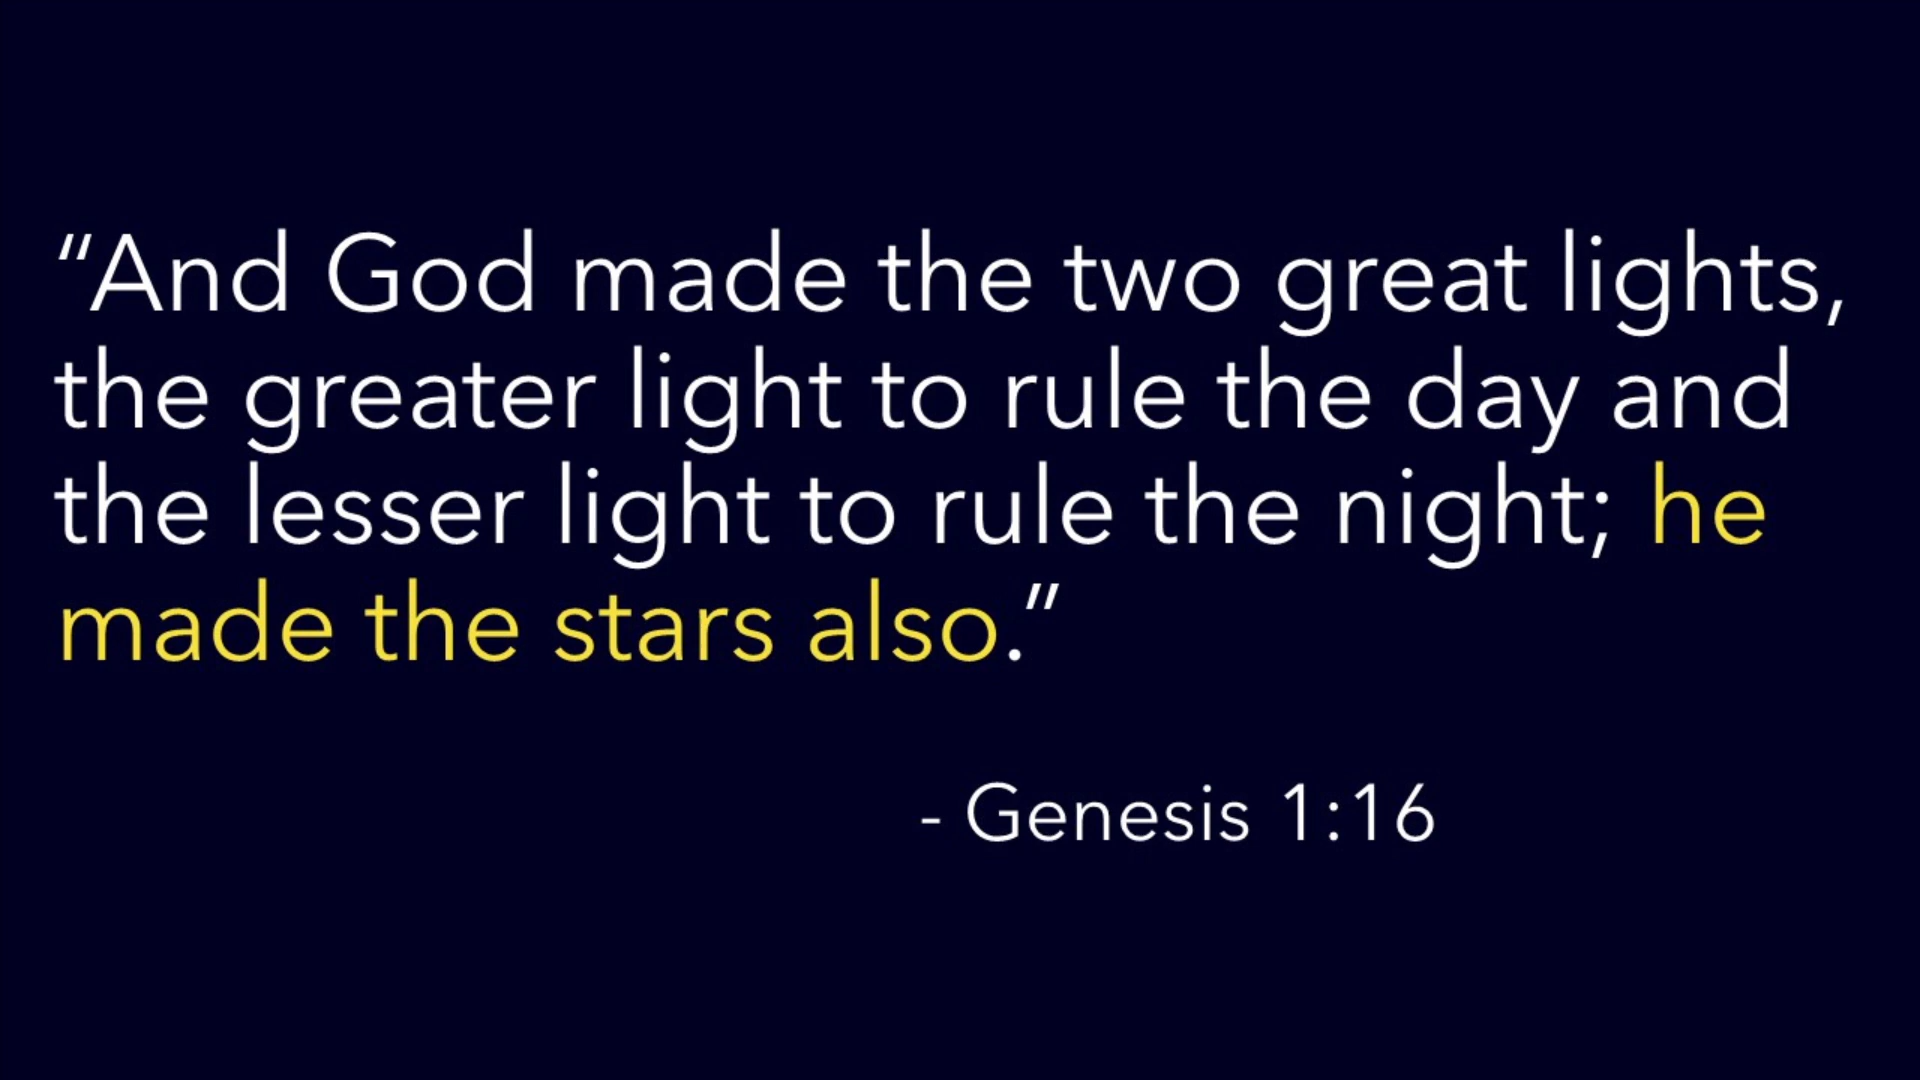 “And God made the two great lights,
the greater light to rule the day and
the lesser light to rule the night; he
made the stars also.”
- Genesis 1:16